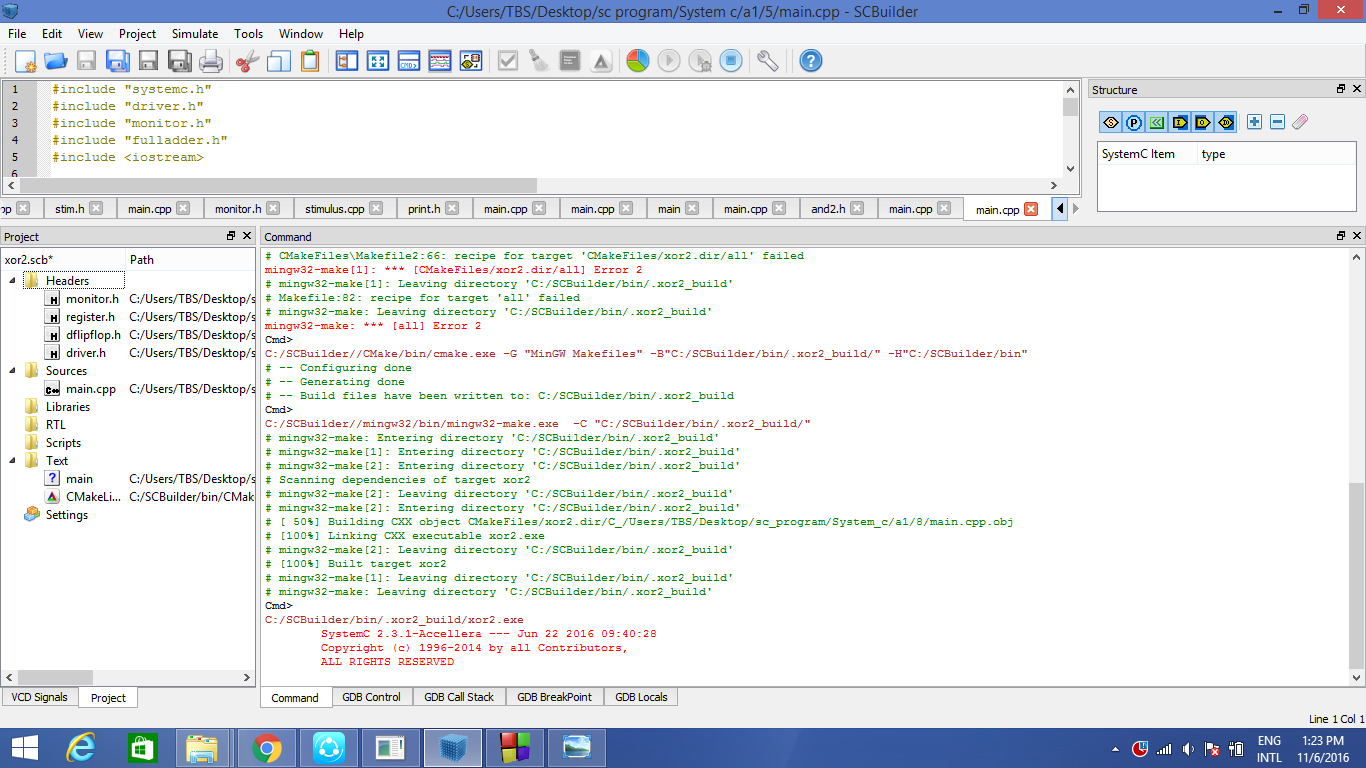 C:/Users/TBS/Desktop/sc program/System c/a1/5/main.cpp - SCBuilder
File Edit View Project Simulate Tools Window Help
1 #include "systemc.h"
2 #include "driver.h"
3 #include "monitor.h"
4 #include "fulladder.h"
5 #include <iostream>
6
Structure
SystemC Item type
pp stim.h main.cpp monitor.h stimulus.cpp print.h main.cpp main.cpp main main.cpp and2.h main.cpp main.cpp
Project
xor2.scb* Path
Headers
monitor.h C:/Users/TBS/Desktop/s
register.h C:/Users/TBS/Desktop/s
dflipflop.h C:/Users/TBS/Desktop/s
driver.h C:/Users/TBS/Desktop/s
Sources
main.cpp C:/Users/TBS/Desktop/s
Libraries
RTL
Scripts
Text
main C:/Users/TBS/Desktop/s
CMakeLi... C:/SCBuilder/bin/CMak
Settings
VCD Signals Project
Command
# CMakeFiles\Makefile2:66: recipe for target 'CMakeFiles/xor2.dir/all' failed
mingw32-make[1]: *** [CMakeFiles/xor2.dir/all] Error 2
# mingw32-make[1]: Leaving directory 'C:/SCBuilder/bin/.xor2_build'
# Makefile:82: recipe for target 'all' failed
# mingw32-make: Leaving directory 'C:/SCBuilder/bin/.xor2_build'
mingw32-make: *** [all] Error 2
Cmd>
C:/SCBuilder//CMake/bin/cmake.exe -G "MinGW Makefiles" -B"C:/SCBuilder/bin/.xor2_build/" -H"C:/SCBuilder/bin"
# -- Configuring done
# -- Generating done
# -- Build files have been written to: C:/SCBuilder/bin/.xor2_build
Cmd>
C:/SCBuilder//mingw32/bin/mingw32-make.exe  -C "C:/SCBuilder/bin/.xor2_build/"
# mingw32-make: Entering directory 'C:/SCBuilder/bin/.xor2_build'
# mingw32-make[1]: Entering directory 'C:/SCBuilder/bin/.xor2_build'
# mingw32-make[2]: Entering directory 'C:/SCBuilder/bin/.xor2_build'
# Scanning dependencies of target xor2
# mingw32-make[2]: Leaving directory 'C:/SCBuilder/bin/.xor2_build'
# mingw32-make[2]: Entering directory 'C:/SCBuilder/bin/.xor2_build'
# [ 50%] Building CXX object CMakeFiles/xor2.dir/C_/Users/TBS/Desktop/sc_program/System_c/a1/8/main.cpp.obj
# [100%] Linking CXX executable xor2.exe
# mingw32-make[2]: Leaving directory 'C:/SCBuilder/bin/.xor2_build'
# [100%] Built target xor2
# mingw32-make[1]: Leaving directory 'C:/SCBuilder/bin/.xor2_build'
# mingw32-make: Leaving directory 'C:/SCBuilder/bin/.xor2_build'
Cmd>
C:/SCBuilder/bin/.xor2_build/xor2.exe
SystemC 2.3.1-Accellera --- Jun 22 2016 09:40:28
Copyright (c) 1996-2014 by all Contributors,
ALL RIGHTS RESERVED
Command GDB Control GDB Call Stack GDB BreakPoint GDB Locals
Line 1 Col 1
ENG 1:23 PM
INTL 11/6/2016